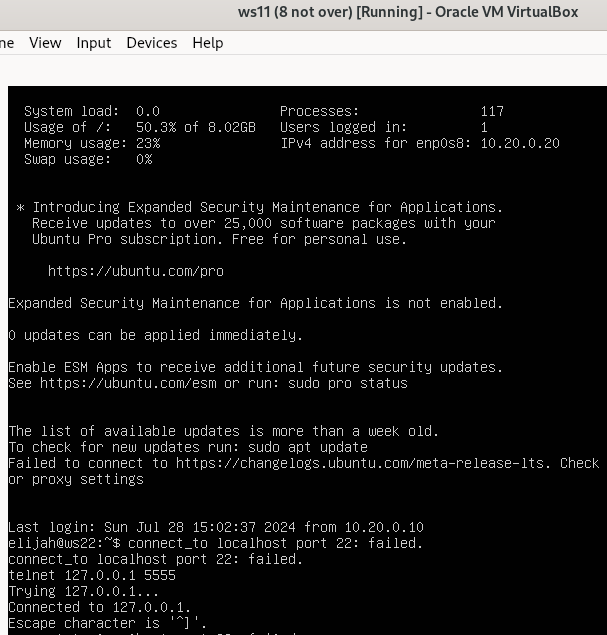 ws11 (8 not over) [Running] - Oracle VM VirtualBox
ne View Input Devices Help
System load: 0.0 Processes: 117
Usage of /: 50.3% of 8.02GB Users logged in: 1
Memory usage: 23% IPv4 address for enp0s8: 10.20.0.20
Swap usage: 0%
* Introducing Expanded Security Maintenance for Applications.
Receive updates to over 25,000 software packages with your
Ubuntu Pro subscription. Free for personal use.
https://ubuntu.com/pro
Expanded Security Maintenance for Applications is not enabled.
0 updates can be applied immediately.
Enable ESM Apps to receive additional future security updates.
See https://ubuntu.com/esm or run: sudo pro status
The list of available updates is more than a week old.
To check for new updates run: sudo apt update
Failed to connect to https://changelogs.ubuntu.com/meta-release-lts. Check
or proxy settings
Last login: Sun Jul 28 15:02:37 2024 from 10.20.0.10
elijah@ws22:~$ connect_to localhost port 22: failed.
connect_to localhost port 22: failed.
telnet 127.0.0.1 5555
Trying 127.0.0.1...
Connected to 127.0.0.1.
Escape character is '^]'.